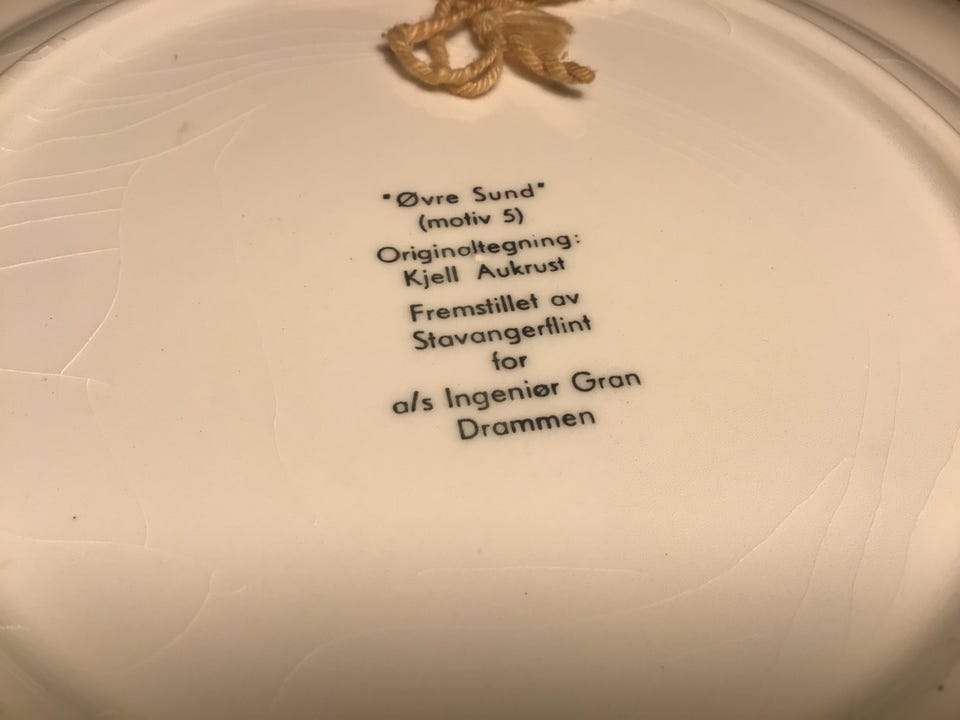 "Øvre Sund"
(motiv 5)
Originaltegning:
Kjell Aukrust
Fremstillet av
Stavangerflint
for
a/s Ingeniør Gran
Drammen